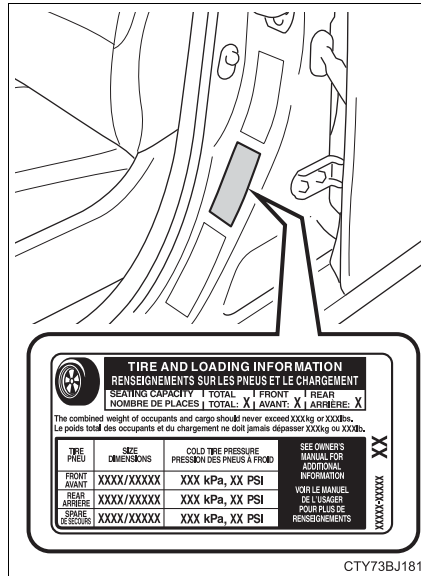 TIRE AND LOADING INFORMATION
RENSEIGNEMENTS SUR LES PNEUS ET LE CHARGEMENT
SEATING CAPACITY TOTAL FRONT REAR
NOMBRE DE PLACES TOTAL: X AVANT: X ARRIÈRE: X
The combined weight of occupants and cargo should never exceed XXXkg or XXXlbs.
Le poids total des occupants et du chargement ne doit jamais dépasser XXXkg ou XXXlb.
TIRE
PNEU
SIZE
DIMENSIONS
COLD TIRE PRESSURE
PRESSION DES PNEUS À FROID
FRONT
AVANT
XXXX/XXXXX
XXX kPa, XX PSI
REAR
ARRIÈRE
XXXX/XXXXX
XXX kPa, XX PSI
SPARE
DE SECOURS
XXXX/XXXXX
XXX kPa, XX PSI
SEE OWNER'S
MANUAL FOR
ADDITIONAL
INFORMATION
VOIR LE MANUEL
DE L'USAGER
POUR PLUS DE
RENSEIGNEMENTS
XX
XXXXX-XXXXX
CTY73BJ181